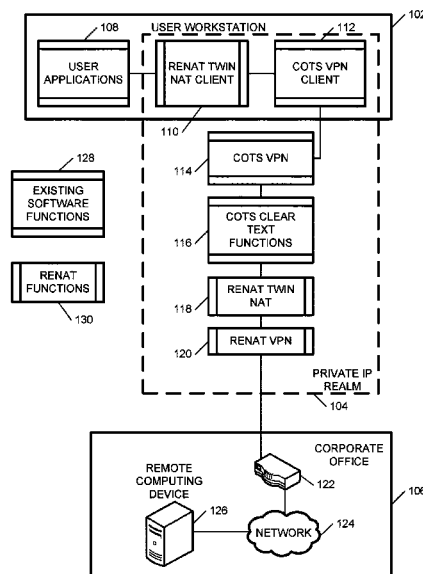 108
USER WORKSTATION
112
102
USER
APPLICATIONS
RENAT TWIN
NAT CLIENT
COTS VPN
CLIENT
110
114
COTS VPN
128
EXISTING
SOFTWARE
FUNCTIONS
116
COTS CLEAR
TEXT
FUNCTIONS
RENAT
FUNCTIONS
130
118
RENAT TWIN
NAT
120
RENAT VPN
PRIVATE IP
REALM
104
CORPORATE
OFFICE
REMOTE
COMPUTING
DEVICE
122
106
126
NETWORK
124